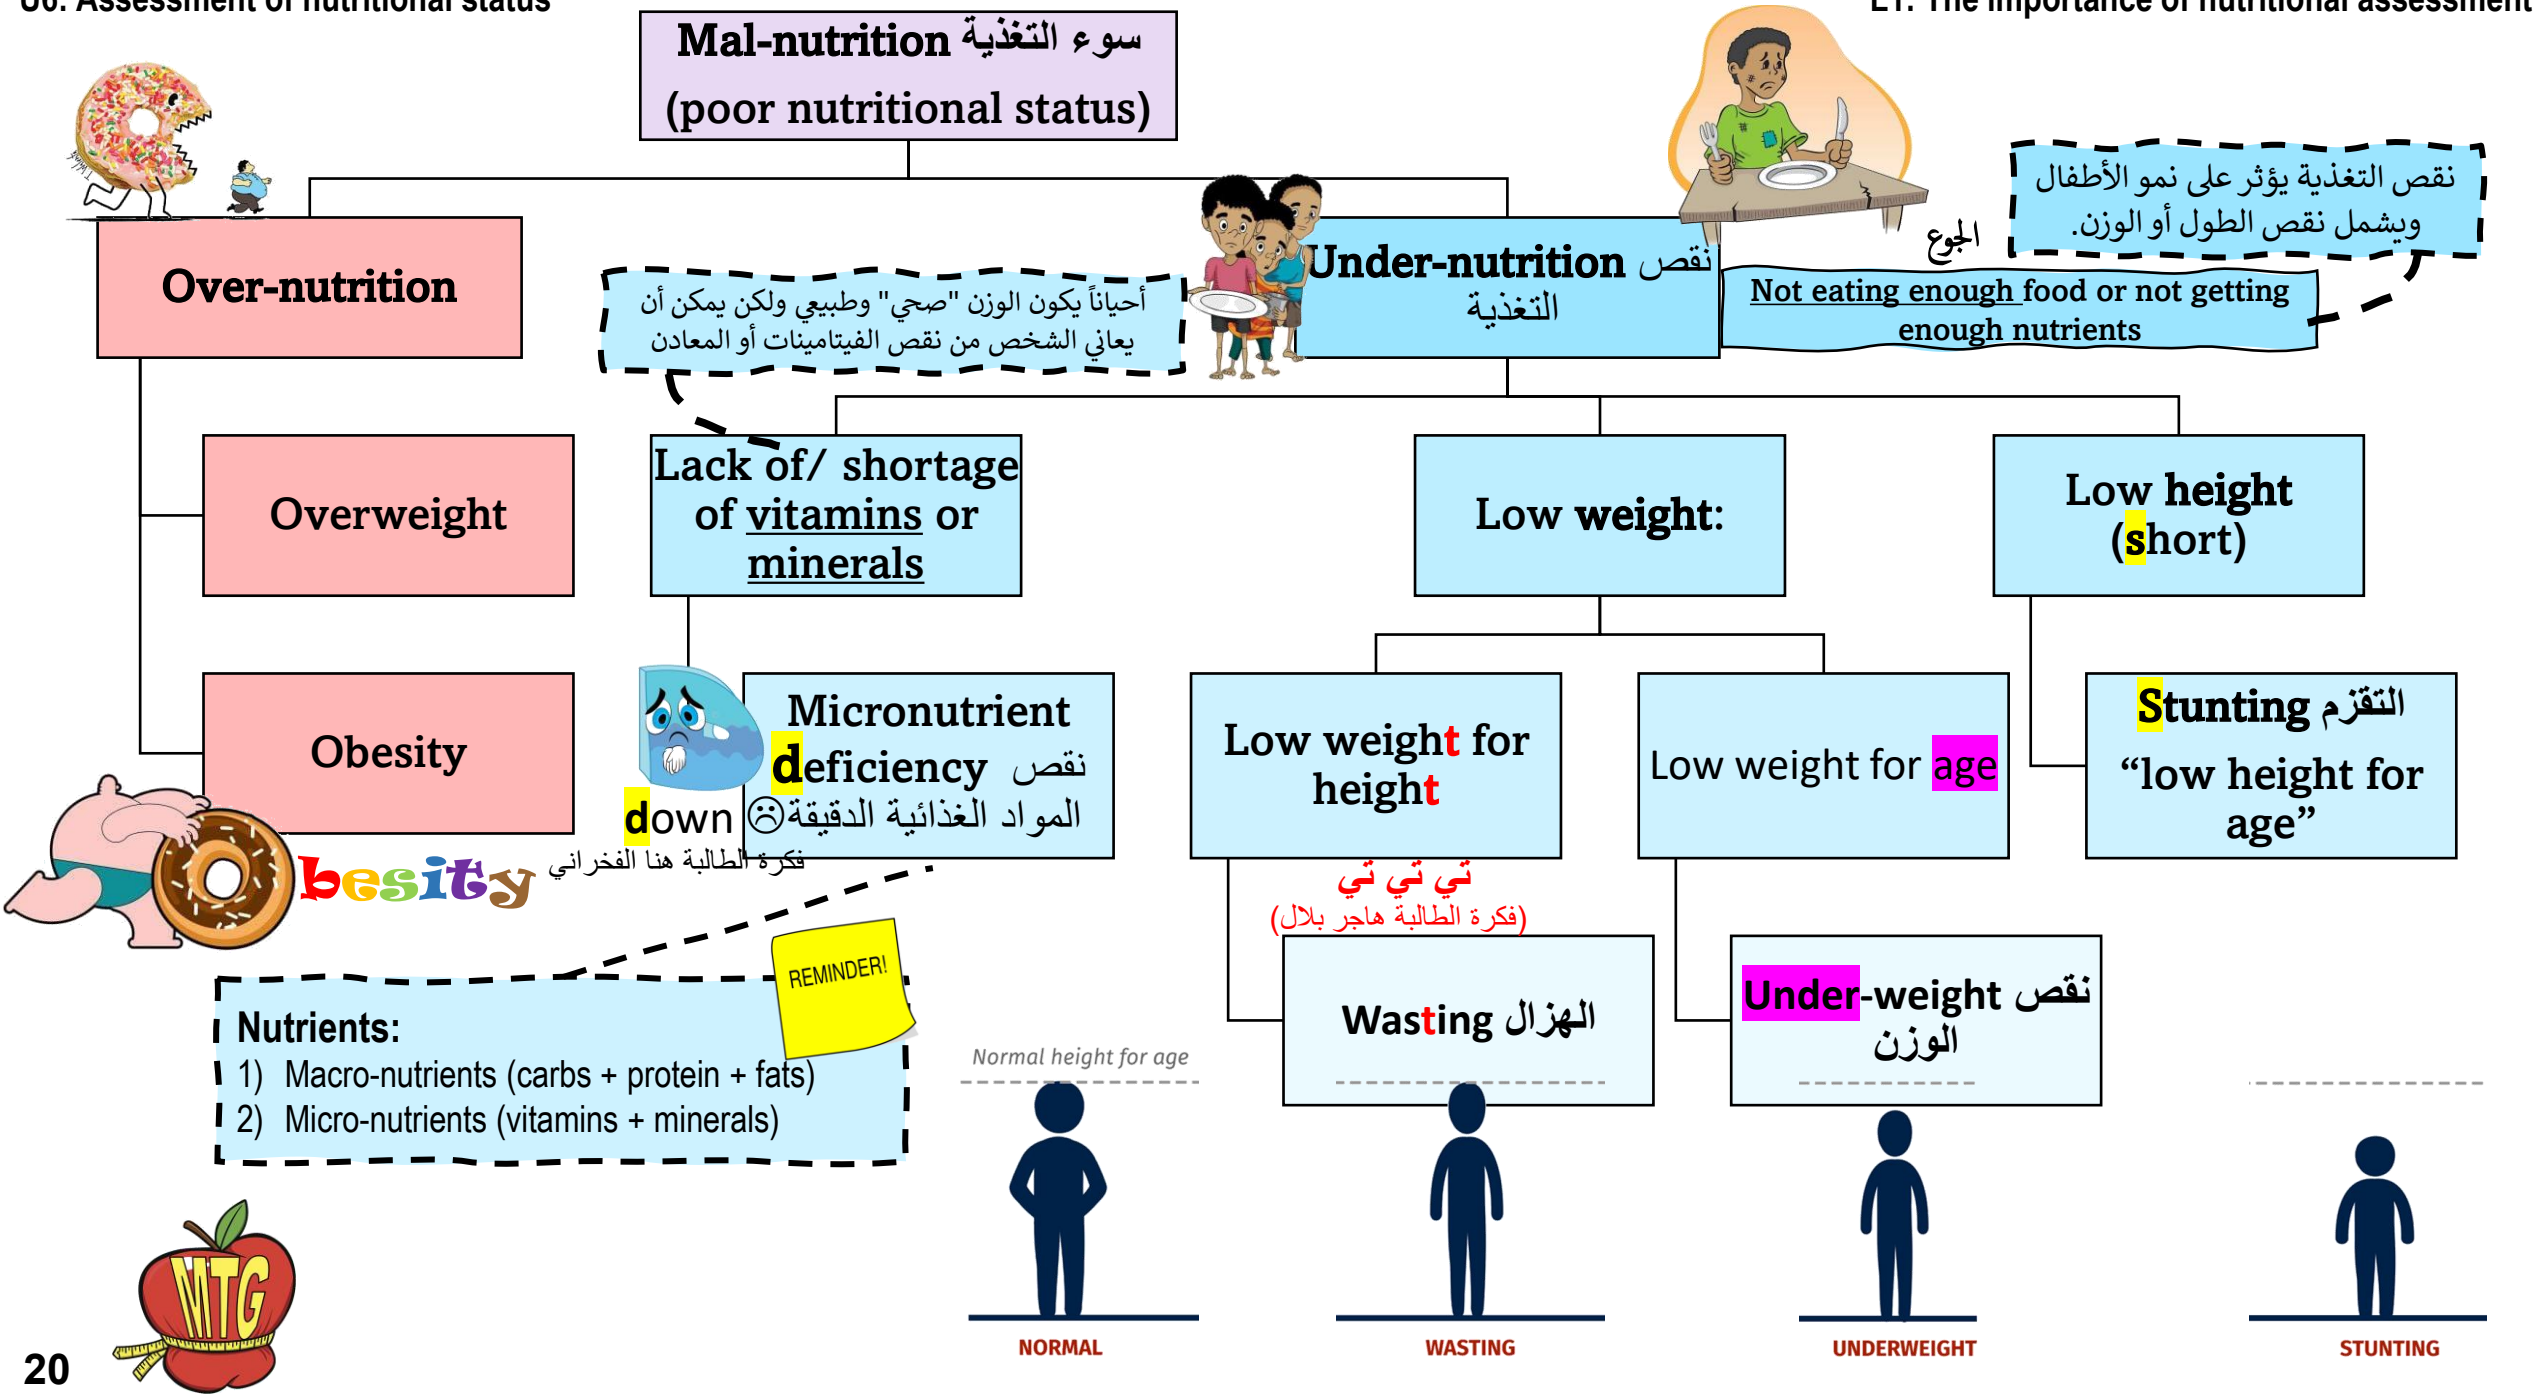 U6: Assessment of nutritional status
L1: The importance of nutritional assessment
Mal-nutrition سوء التغذية
(poor nutritional status)
نقص التغذية يؤثر على نمو الأطفال
ويشمل نقص الطول أو الوزن.
الجوع
Over-nutrition
Under-nutrition نقص
التغذية
Not eating enough food or not getting
enough nutrients
أحياناً يكون الوزن "صحي" وطبيعي ولكن يمكن أن
يعاني الشخص من نقص الفيتامينات أو المعادن
Overweight
Lack of/ shortage
of vitamins or
minerals
Low weight:
Low height
(short)
Obesity
Micronutrient
deficiency نقص
المواد الغذائية الدقيقة
down ☹
فكرة الطالبة هنا الفخراني
Low weight for
height
Low weight for age
Stunting التقزم
“low height for
age”
besity
تي تي تي
(فكرة الطالبة هاجر بلال)
Wasting الهزال
Under-weight نقص
الوزن
REMINDER!
Nutrients:
1) Macro-nutrients (carbs + protein + fats)
2) Micro-nutrients (vitamins + minerals)
Normal height for age
NORMAL
WASTING
UNDERWEIGHT
STUNTING
MTG
20